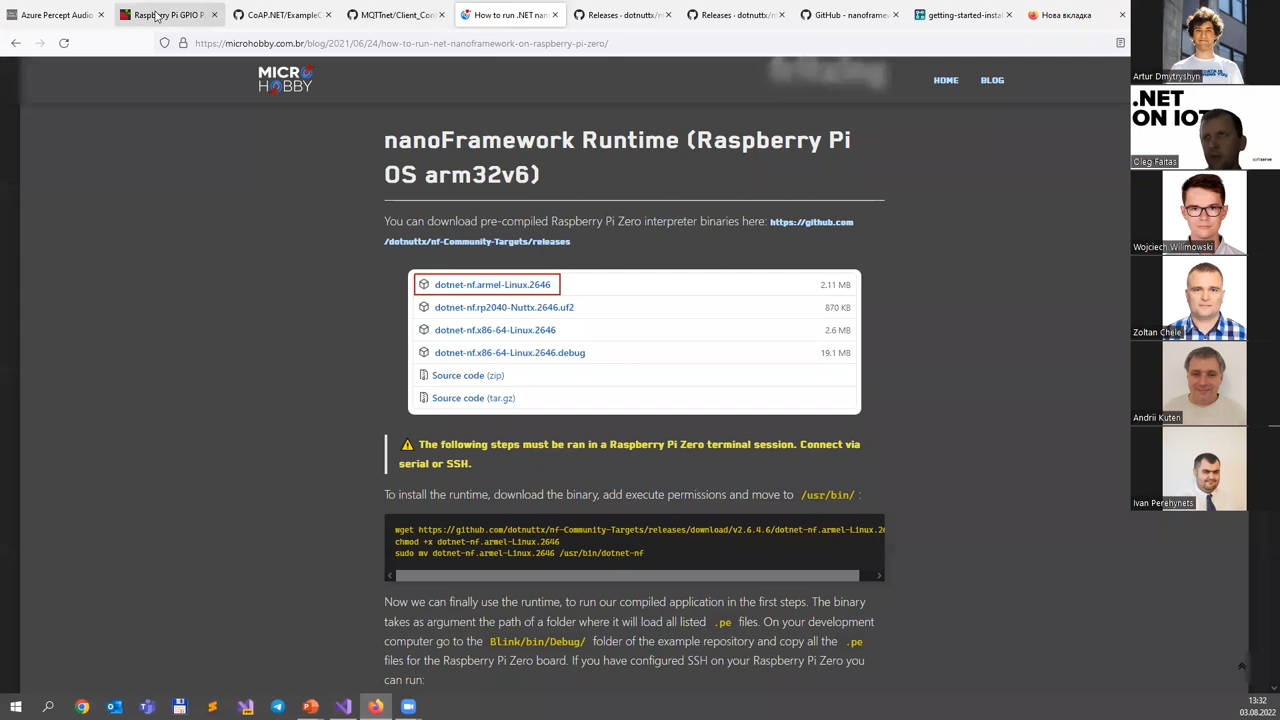 Azure Percept Audio
Raspberry Pi GPIO P
CoAP.NET/ExampleC
MQTTnet/Client_Con
How to run .NET nan
Releases · dotnuttx/n
Releases · dotnuttx/n
GitHub - nanoframew
getting-started-instal
Нова вкладка
https://microhobby.com.br/blog/2021/06/24/how-to-run-net-nanoframework-on-raspberry-pi-zero/
MICR
HOBBY
HOME
BLOG
nanoFramework Runtime (Raspberry Pi
OS arm32v6)
You can download pre-compiled Raspberry Pi Zero interpreter binaries here: https://github.com
/dotnuttx/nf-Community-Targets/releases
dotnet-nf.armel-Linux.2646 2.11 MB
dotnet-nf.rp2040-Nuttx.2646.uf2 870 KB
dotnet-nf.x86-64-Linux.2646 2.6 MB
dotnet-nf.x86-64-Linux.2646.debug 19.1 MB
Source code (zip)
Source code (tar.gz)
The following steps must be ran in a Raspberry Pi Zero terminal session. Connect via
serial or SSH.
To install the runtime, download the binary, add execute permissions and move to /usr/bin/ :
wget https://github.com/dotnuttx/nf-Community-Targets/releases/download/v2.6.4.6/dotnet-nf.armel-Linux.26
chmod +x dotnet-nf.armel-Linux.2646
sudo mv dotnet-nf.armel-Linux.2646 /usr/bin/dotnet-nf
Now we can finally use the runtime, to run our compiled application in the first steps. The binary
takes as argument the path of a folder where it will load all listed .pe files. On your development
computer go to the Blink/bin/Debug/ folder of the example repository and copy all the .pe
files for the Raspberry Pi Zero board. If you have configured SSH on your Raspberry Pi Zero you
can run:
Artur Dmytryshyn
.NET
ON IOT
softserve
Oleg Faitas
Wojciech Wilimowski
Zoltan Chele
Andrii Kuten
Ivan Perehynets
13:32
03.08.2022